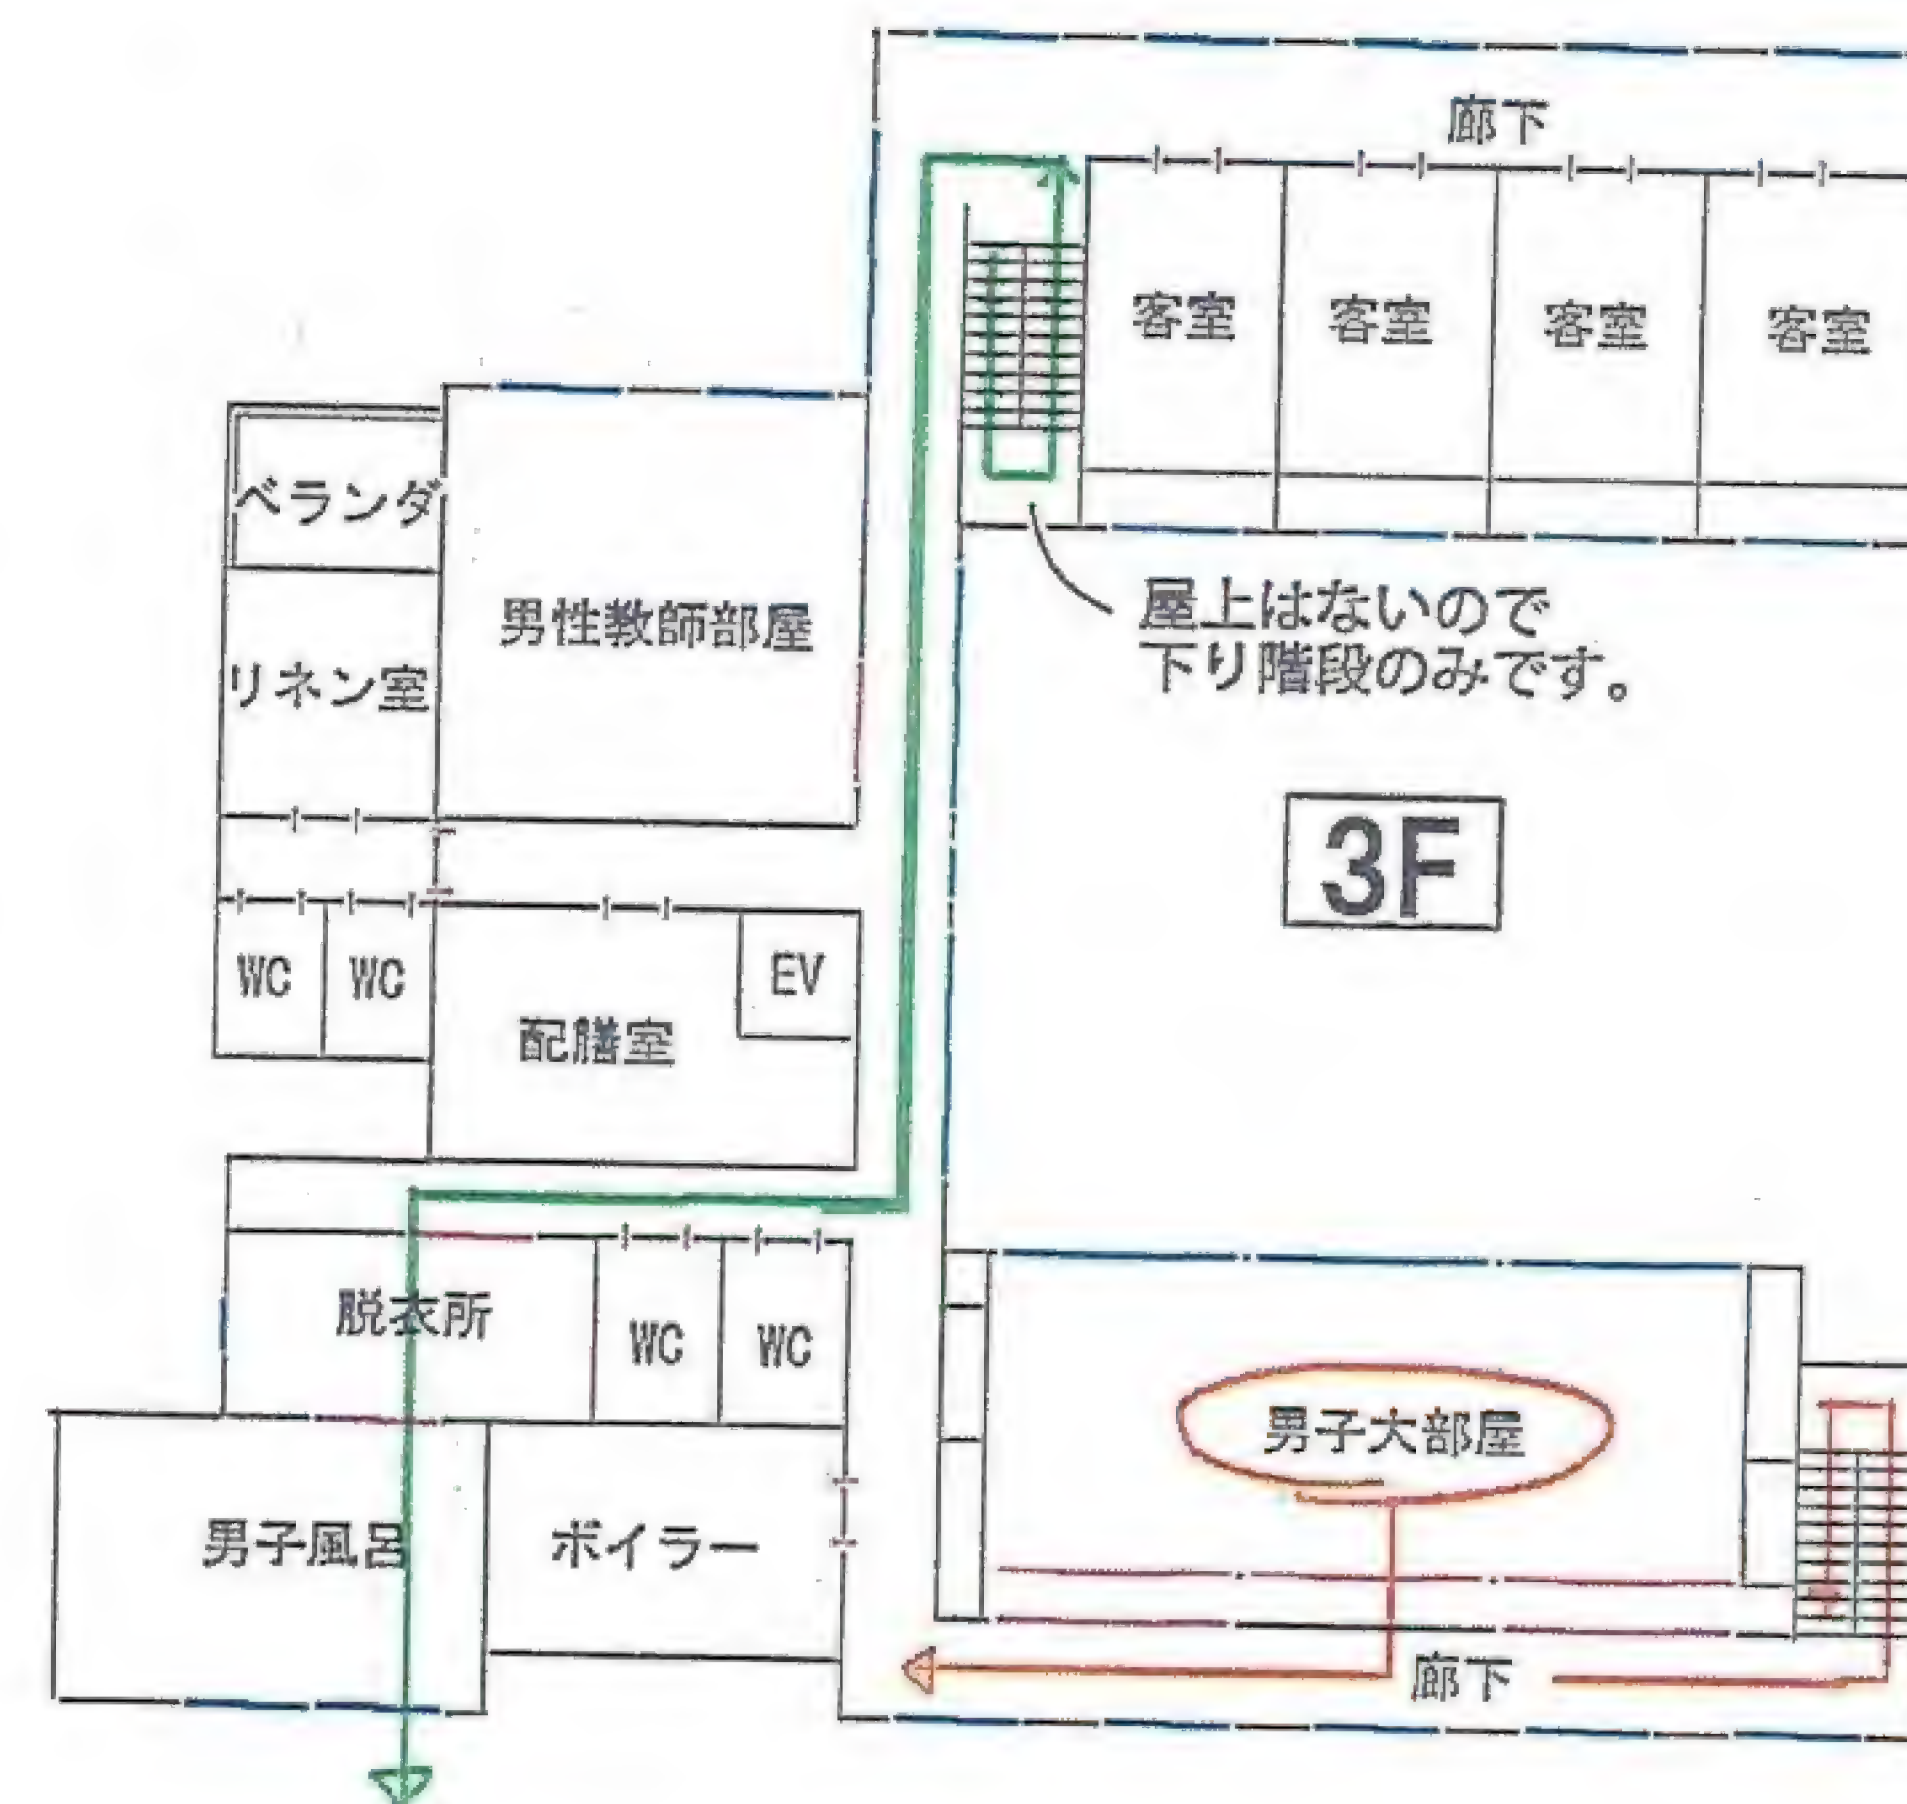 廊下
客室
客室
客室
客室
ベランダ
男性教師部屋
リネン室
屋上はないので
下り階段のみです。
3F
WC
WC
EV
配膳室
脱衣所
WC
WC
男子大部屋
男子風呂
ボイラー
廊下